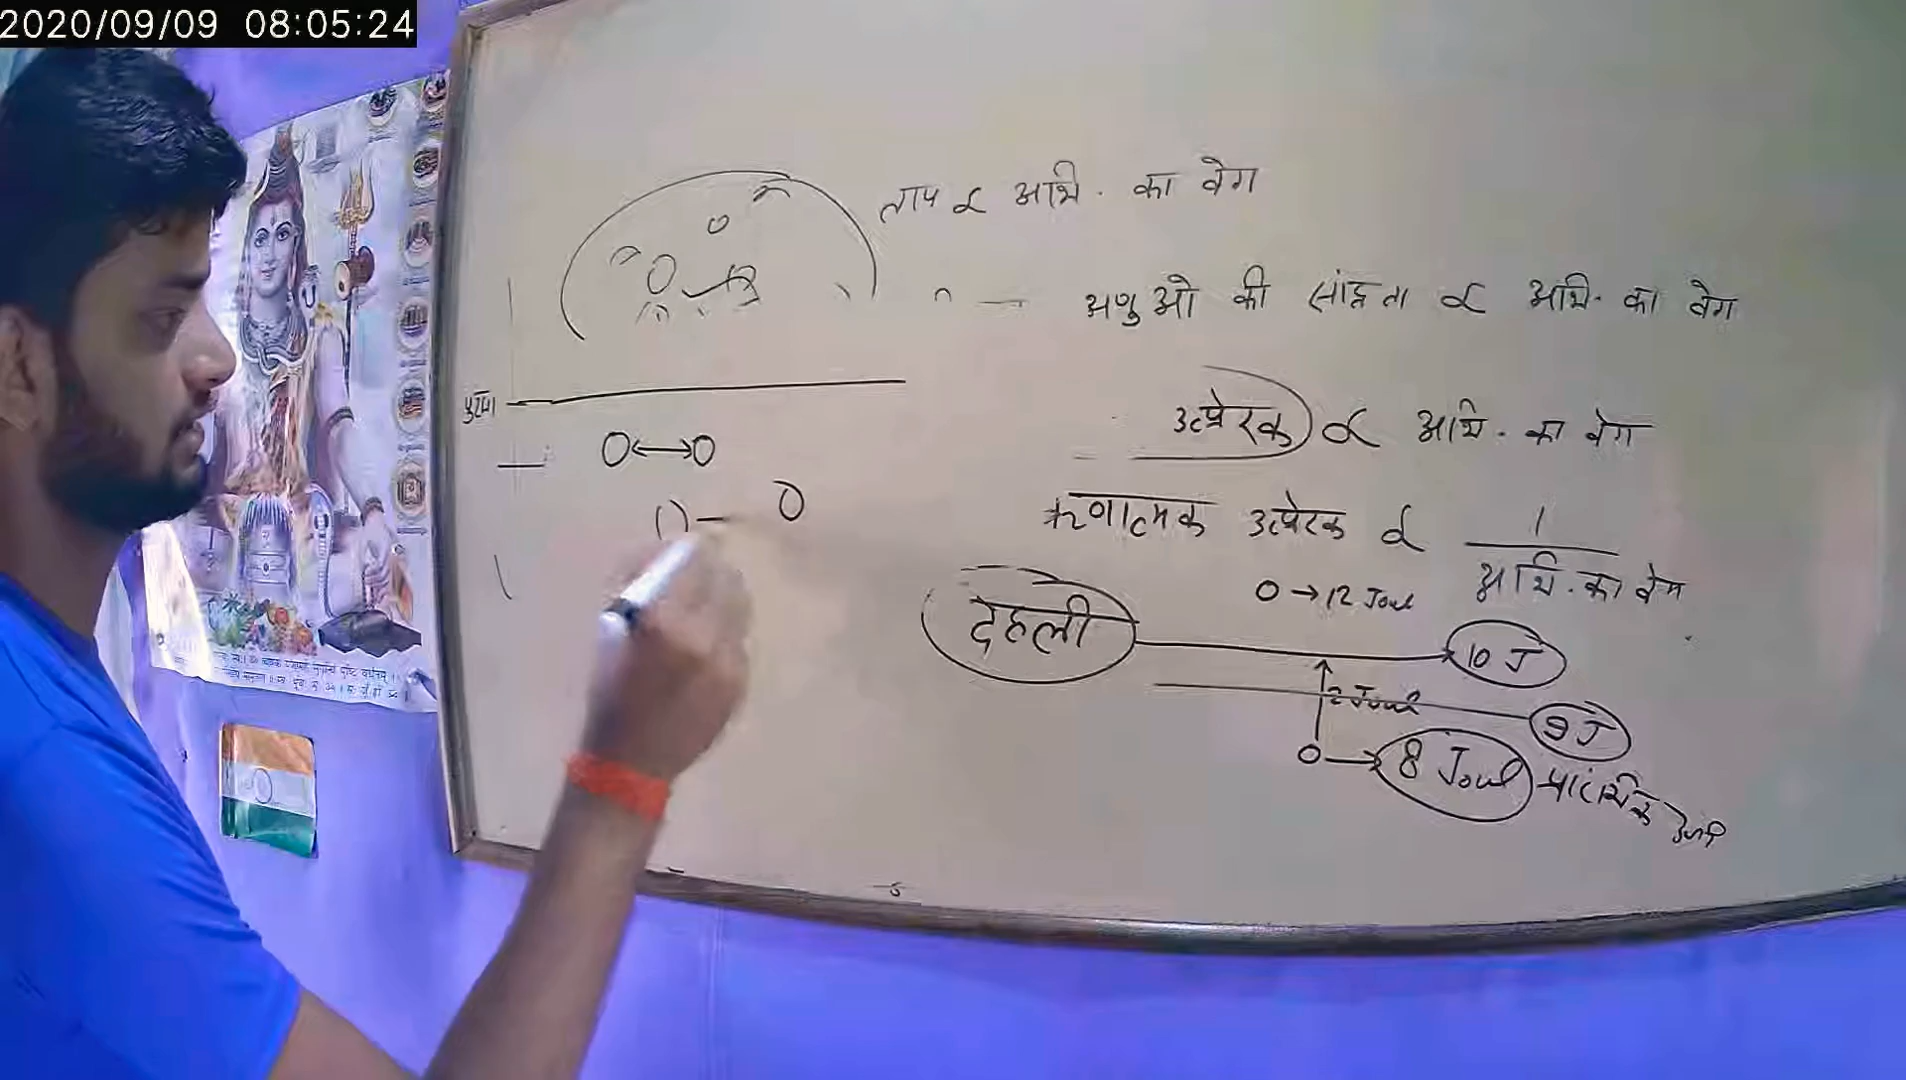 2020/09/09 08:05:24
ताप ∝ अभि. का वेग
अणुओ की सांद्रता ∝ अभि. का वेग
उत्प्रेरक ∝ अभि. का वेग
ऋणात्मक उत्प्रेरक ∝ 1
अभि. का वेग
0 → 12 Joul
देहली
10 J
2 Joul
9 J
0 → 8 Joul प्रारंभिक